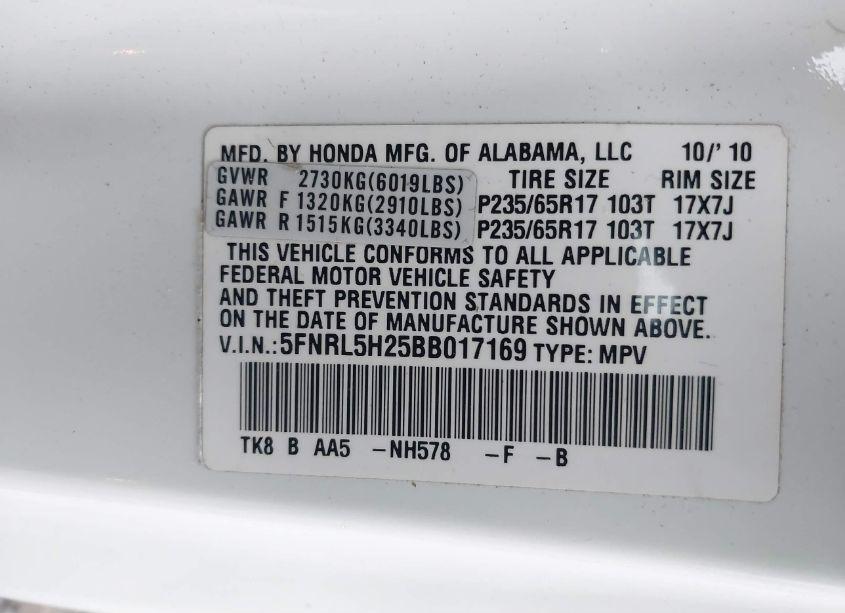 MFD. BY HONDA MFG. OF ALABAMA, LLC 10/' 10
GVWR 2730KG(6019LBS) TIRE SIZE RIM SIZE
GAWR F 1320KG(2910LBS) P235/65R17 103T 17X7J
GAWR R 1515KG(3340LBS) P235/65R17 103T 17X7J
THIS VEHICLE CONFORMS TO ALL APPLICABLE
FEDERAL MOTOR VEHICLE SAFETY
AND THEFT PREVENTION STANDARDS IN EFFECT
ON THE DATE OF MANUFACTURE SHOWN ABOVE.
V.I.N.: 5FNRL5H25BB017169 TYPE: MPV
TK8 B AA5 -NH578 -F -B